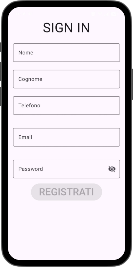 SIGN IN
Nome
Cognome
Telefono
Email
Password
REGISTRATI